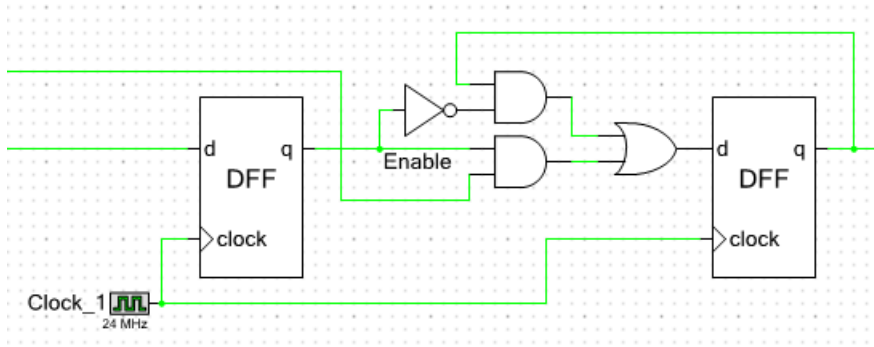 d q
DFF
clock
Enable
d q
DFF
clock
Clock_1
24 MHz